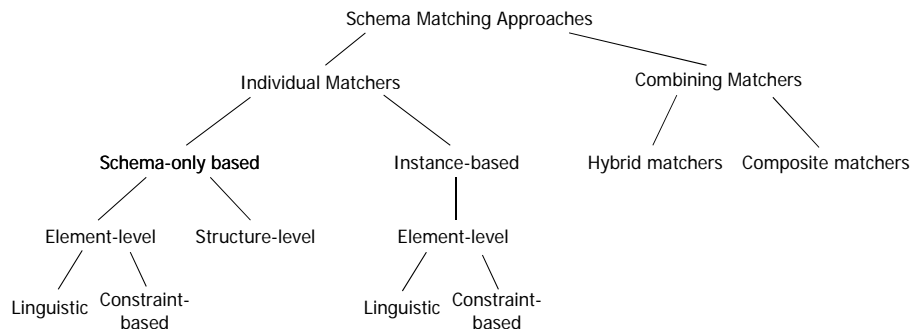 Schema Matching Approaches
Individual Matchers
Combining Matchers
Schema-only based
Instance-based
Hybrid matchers
Composite matchers
Element-level
Structure-level
Element-level
Linguistic
Constraint-
based
Linguistic
Constraint-
based